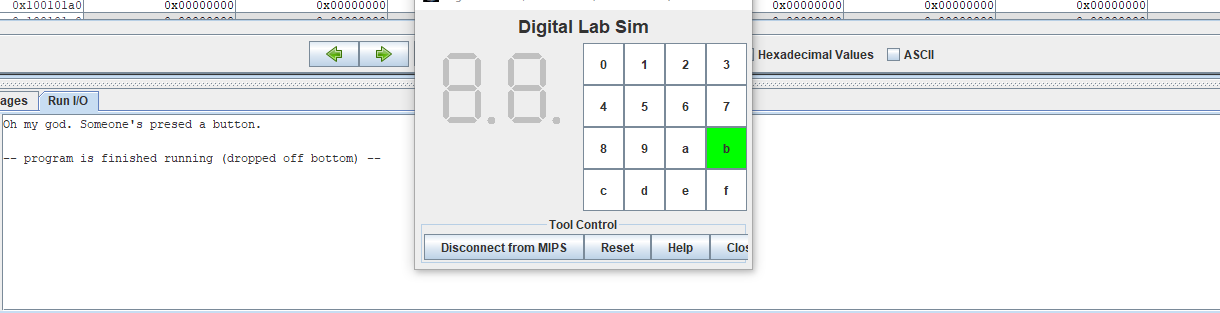 0x100101a0 0x00000000 0x00000000 0x00000000 0x00000000 0x00000000
Digital Lab Sim
0 1 2 3
Hexadecimal Values ASCII
4 5 6 7
ages Run I/O
Oh my god. Someone's presed a button.
8 9 a b
-- program is finished running (dropped off bottom) --
c d e f
Tool Control
Disconnect from MIPS Reset Help Clos